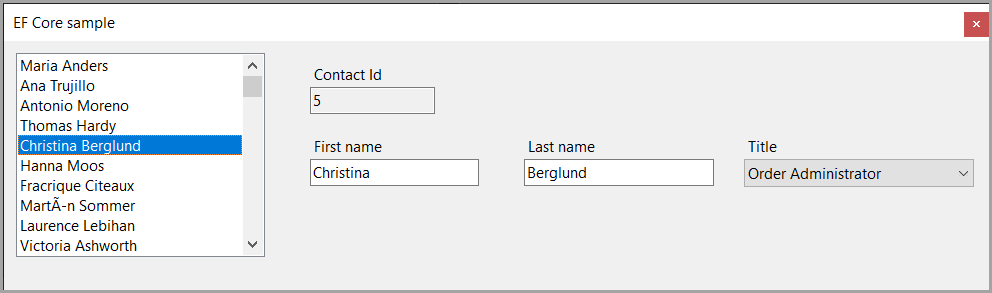 EF Core sample
Maria Anders
Ana Trujillo
Antonio Moreno
Thomas Hardy
Christina Berglund
Hanna Moos
Fracrique Citeaux
MartÃ-n Sommer
Laurence Lebihan
Victoria Ashworth
Contact Id
5
First name
Last name
Title
Christina
Berglund
Order Administrator